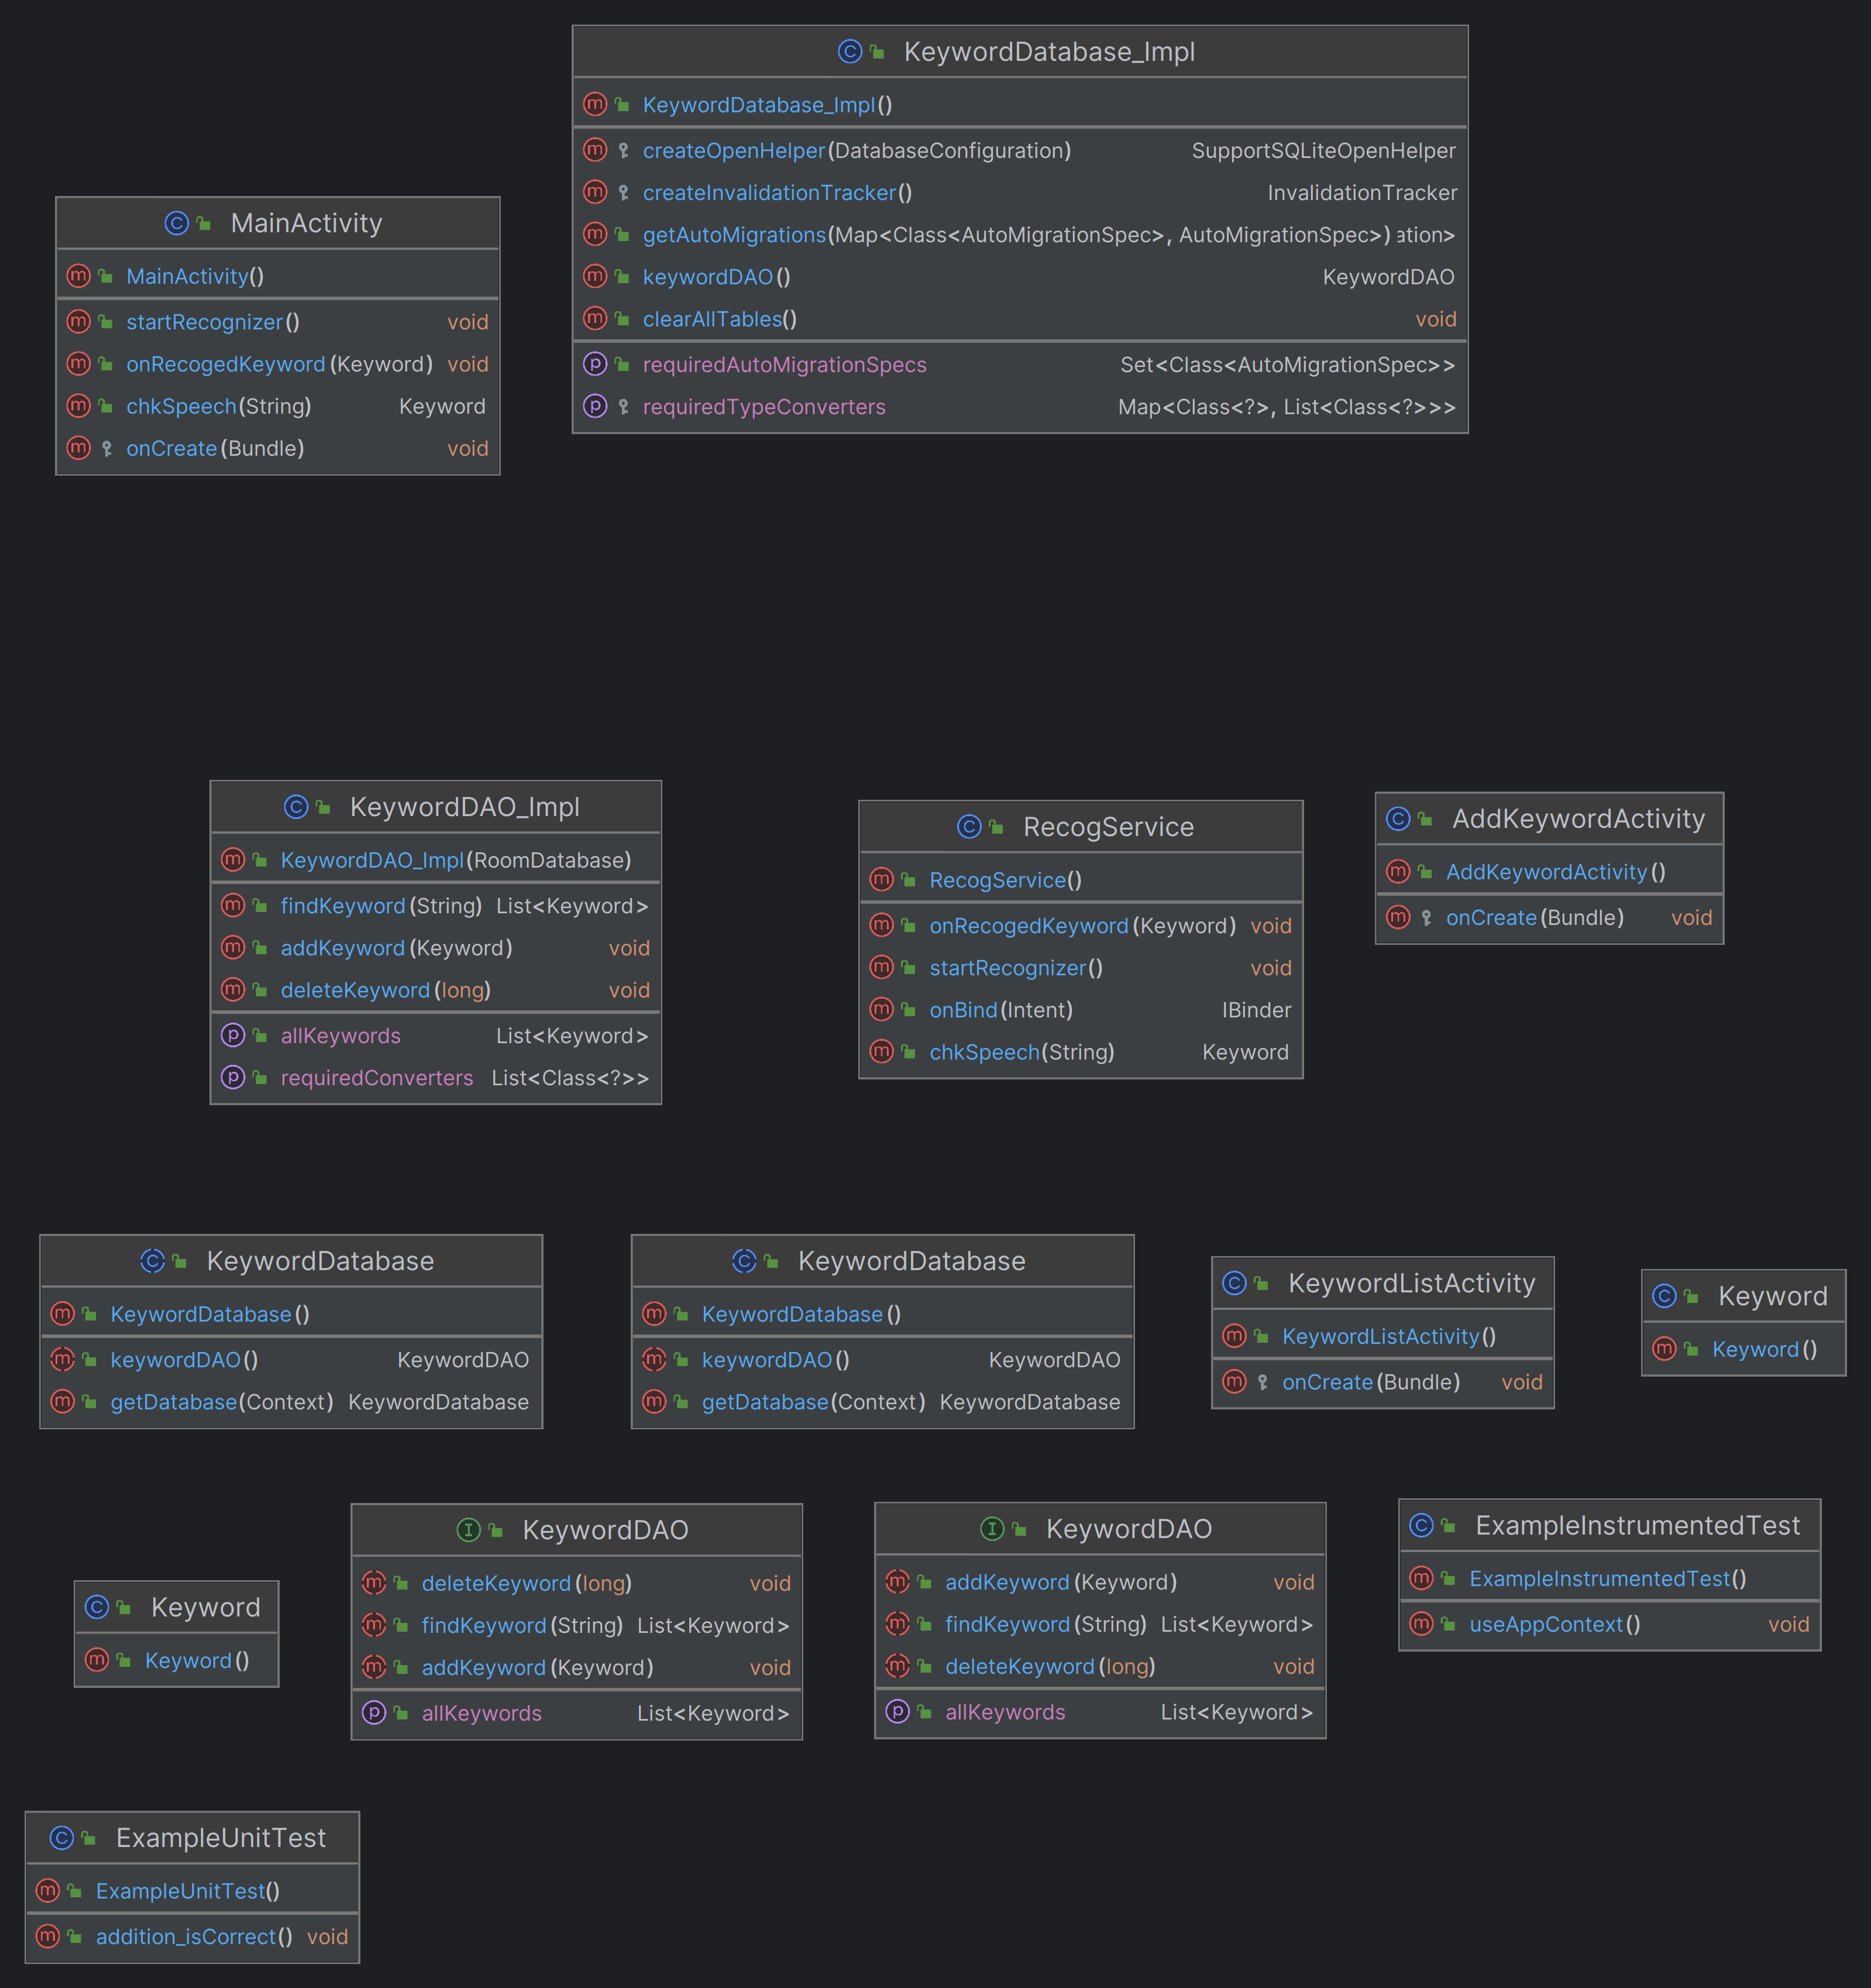 KeywordDatabase_Impl
KeywordDatabase_Impl()
createOpenHelper(DatabaseConfiguration) SupportSQLiteOpenHelper
createInvalidationTracker() InvalidationTracker
getAutoMigrations(Map<Class<AutoMigrationSpec>, AutoMigrationSpec>) ation>
keywordDAO() KeywordDAO
clearAllTables() void
requiredAutoMigrationSpecs Set<Class<AutoMigrationSpec>>
requiredTypeConverters Map<Class<?>, List<Class<?>>>
MainActivity
MainActivity()
startRecognizer() void
onRecogedKeyword(Keyword) void
chkSpeech(String) Keyword
onCreate(Bundle) void
KeywordDAO_Impl
KeywordDAO_Impl(RoomDatabase)
findKeyword(String) List<Keyword>
addKeyword(Keyword) void
deleteKeyword(long) void
allKeywords List<Keyword>
requiredConverters List<Class<?>>
RecogService
RecogService()
onRecogedKeyword(Keyword) void
startRecognizer() void
onBind(Intent) IBinder
chkSpeech(String) Keyword
AddKeywordActivity
AddKeywordActivity()
onCreate(Bundle) void
KeywordDatabase
KeywordDatabase()
keywordDAO() KeywordDAO
getDatabase(Context) KeywordDatabase
KeywordDatabase
KeywordDatabase()
keywordDAO() KeywordDAO
getDatabase(Context) KeywordDatabase
KeywordListActivity
KeywordListActivity()
onCreate(Bundle) void
Keyword
Keyword()
Keyword
Keyword()
KeywordDAO
deleteKeyword(long) void
findKeyword(String) List<Keyword>
addKeyword(Keyword) void
allKeywords List<Keyword>
KeywordDAO
addKeyword(Keyword) void
findKeyword(String) List<Keyword>
deleteKeyword(long) void
allKeywords List<Keyword>
ExampleInstrumentedTest
ExampleInstrumentedTest()
useAppContext() void
ExampleUnitTest
ExampleUnitTest()
addition_isCorrect() void